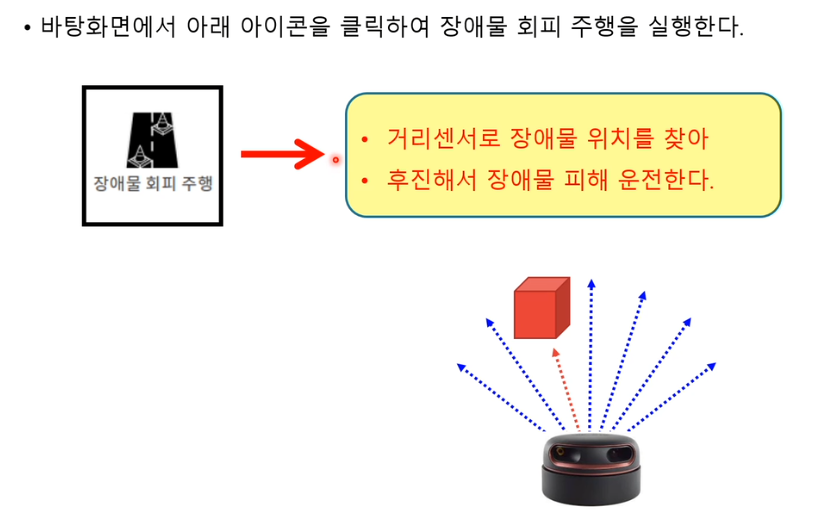 • 바탕화면에서 아래 아이콘을 클릭하여 장애물 회피 주행을 실행한다.
장애물 회피 주행
• 거리센서로 장애물 위치를 찾아
• 후진해서 장애물 피해 운전한다.